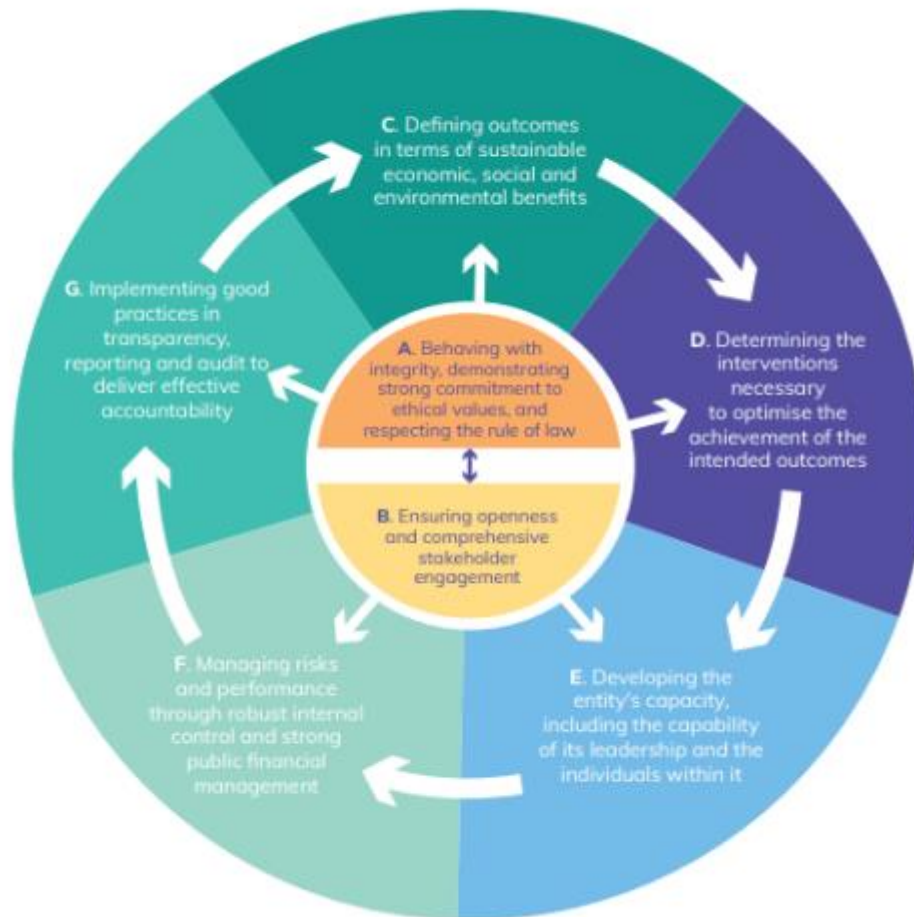 C. Defining outcomes
in terms of sustainable
economic, social and
environmental benefits
G. Implementing good
practices in
transparency,
reporting and audit to
deliver effective
accountability
A. Behaving with
integrity, demonstrating
strong commitment to
ethical values, and
respecting the rule of law
D. Determining the
interventions
necessary
to optimise the
achievement of the
intended outcomes
B. Ensuring openness
and comprehensive
stakeholder
engagement
F. Managing risks
and performance
through robust internal
control and strong
public financial
management
E. Developing the
entity's capacity,
including the capability
of its leadership and the
individuals within it